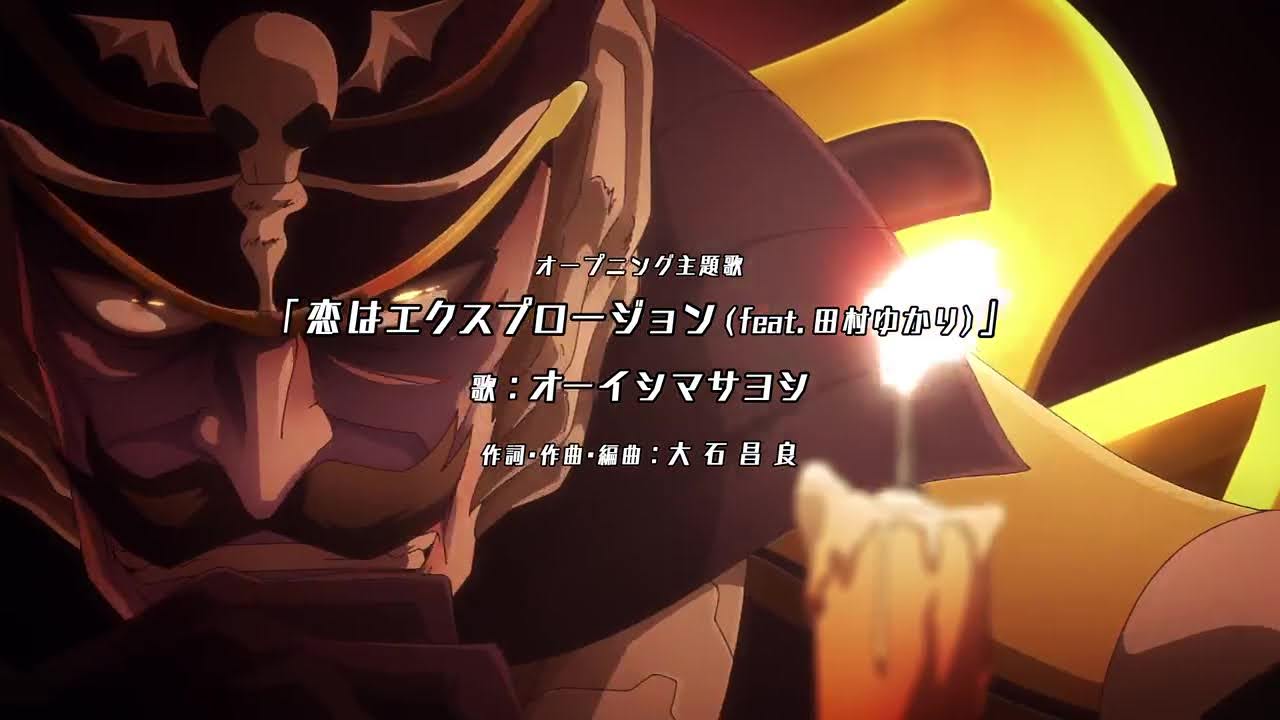 オープニング主題歌
「恋はエクスプロージョン(feat.田村ゆかり)」
歌:オーイシマサヨシ
作詞・作曲・編曲:大石昌良